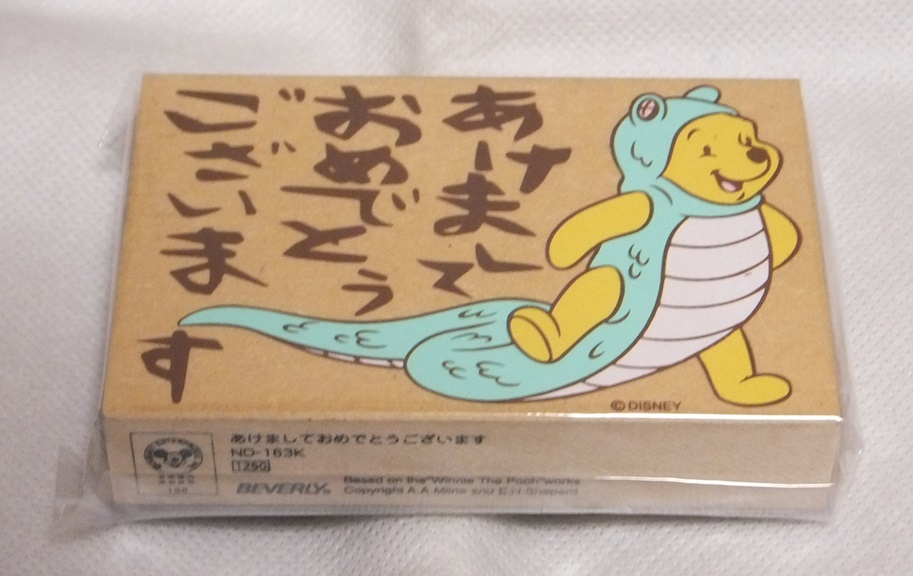 あけまして
おめでとう
ございます
©DISNEY
あけましておめでとうございます
ND-163K
1250
BEVERLY
Based on the "Winnie The Pooh" works
Copyright A.A.Milne and E.H.Shepard